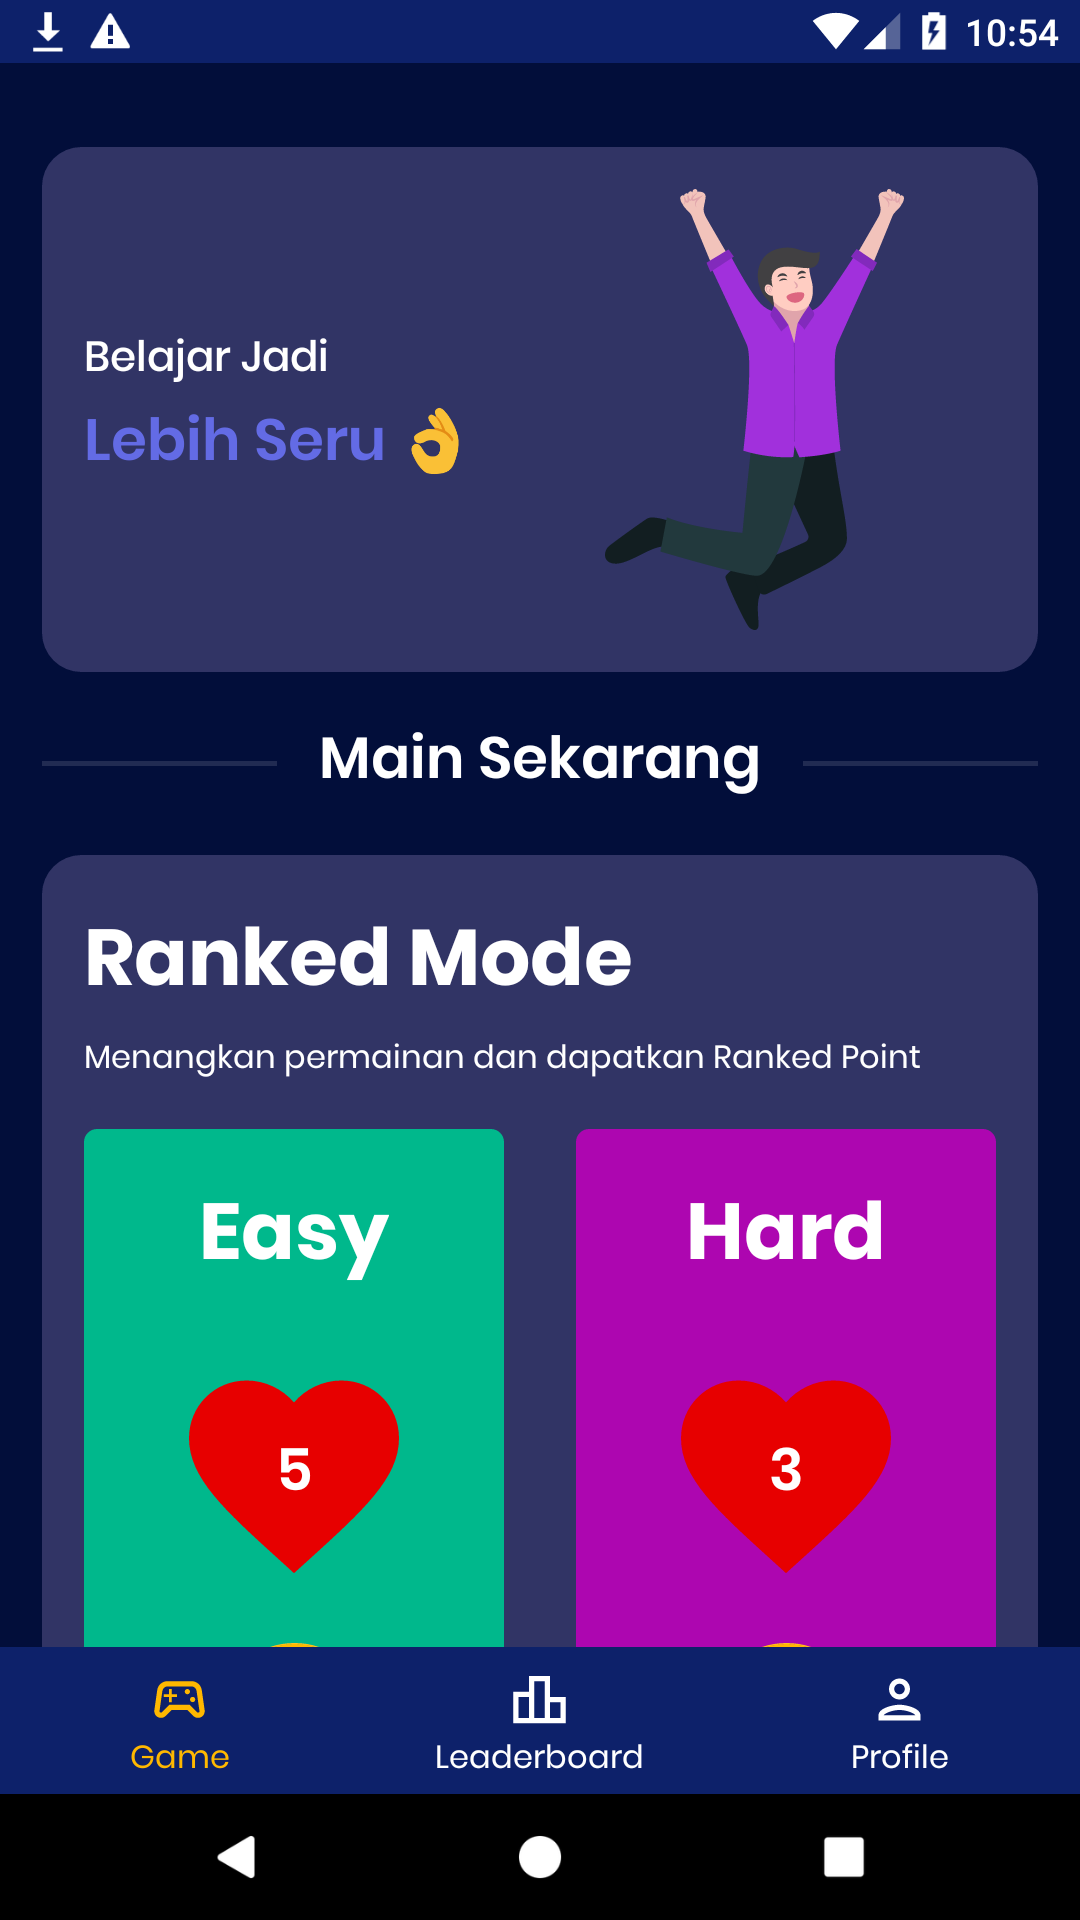 10:54
Belajar Jadi
Lebih Seru 👌
Main Sekarang
Ranked Mode
Menangkan permainan dan dapatkan Ranked Point
Easy
Hard
5
3
Game
Leaderboard
Profile